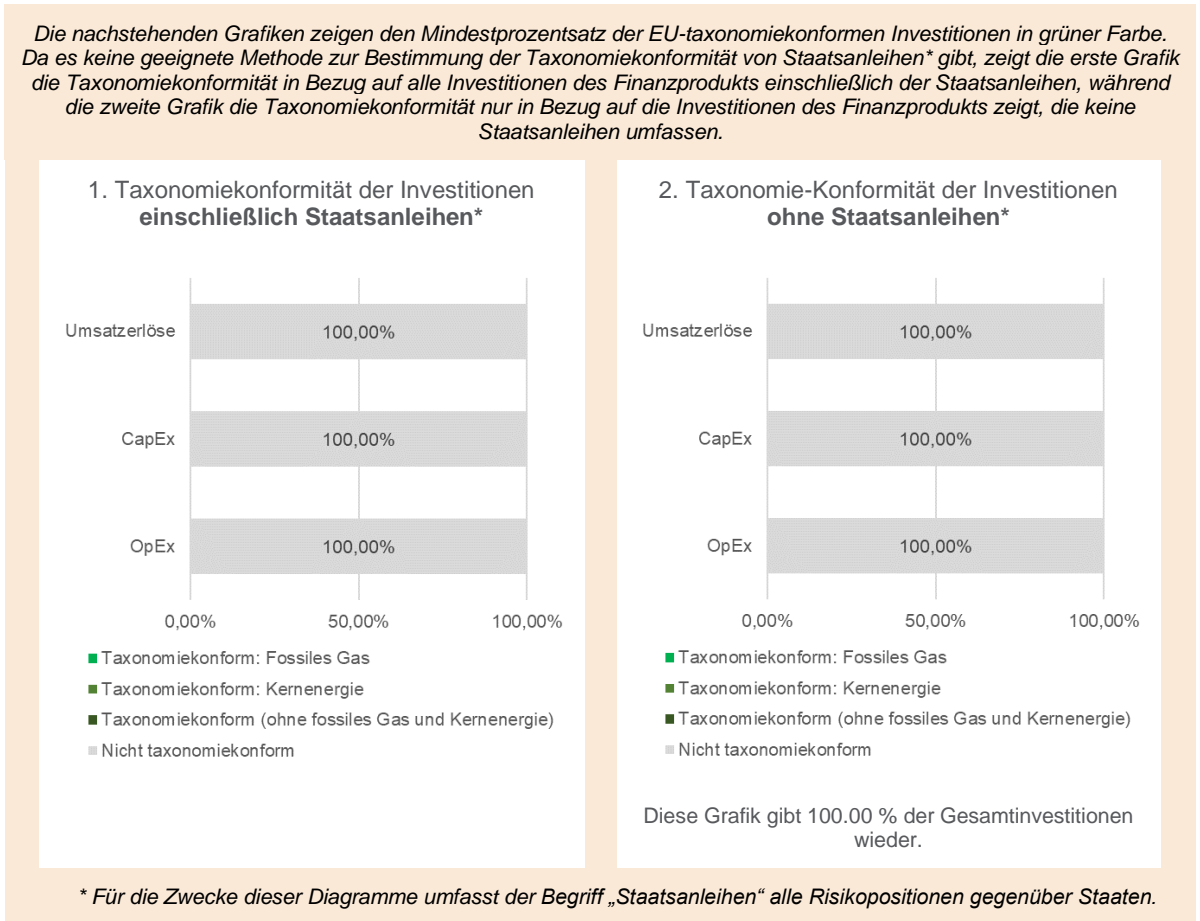 Die nachstehenden Grafiken zeigen den Mindestprozentsatz der EU-taxonomiekonformen Investitionen in grüner Farbe.
Da es keine geeignete Methode zur Bestimmung der Taxonomiekonformität von Staatsanleihen* gibt, zeigt die erste Grafik
die Taxonomiekonformität in Bezug auf alle Investitionen des Finanzprodukts einschließlich der Staatsanleihen, während
die zweite Grafik die Taxonomiekonformität nur in Bezug auf die Investitionen des Finanzprodukts zeigt, die keine
Staatsanleihen umfassen.
1. Taxonomiekonformität der Investitionen
einschließlich Staatsanleihen*
Umsatzerlöse
100,00%
CapEx
100,00%
OpEx
100,00%
0,00% 50,00% 100,00%
Taxonomiekonform: Fossiles Gas
Taxonomiekonform: Kernenergie
Taxonomiekonform (ohne fossiles Gas und Kernenergie)
Nicht taxonomiekonform
2. Taxonomie-Konformität der Investitionen
ohne Staatsanleihen*
Umsatzerlöse
100,00%
CapEx
100,00%
OpEx
100,00%
0,00% 50,00% 100,00%
Taxonomiekonform: Fossiles Gas
Taxonomiekonform: Kernenergie
Taxonomiekonform (ohne fossiles Gas und Kernenergie)
Nicht taxonomiekonform
Diese Grafik gibt 100.00 % der Gesamtinvestitionen
wieder.
* Für die Zwecke dieser Diagramme umfasst der Begriff „Staatsanleihen“ alle Risikopositionen gegenüber Staaten.